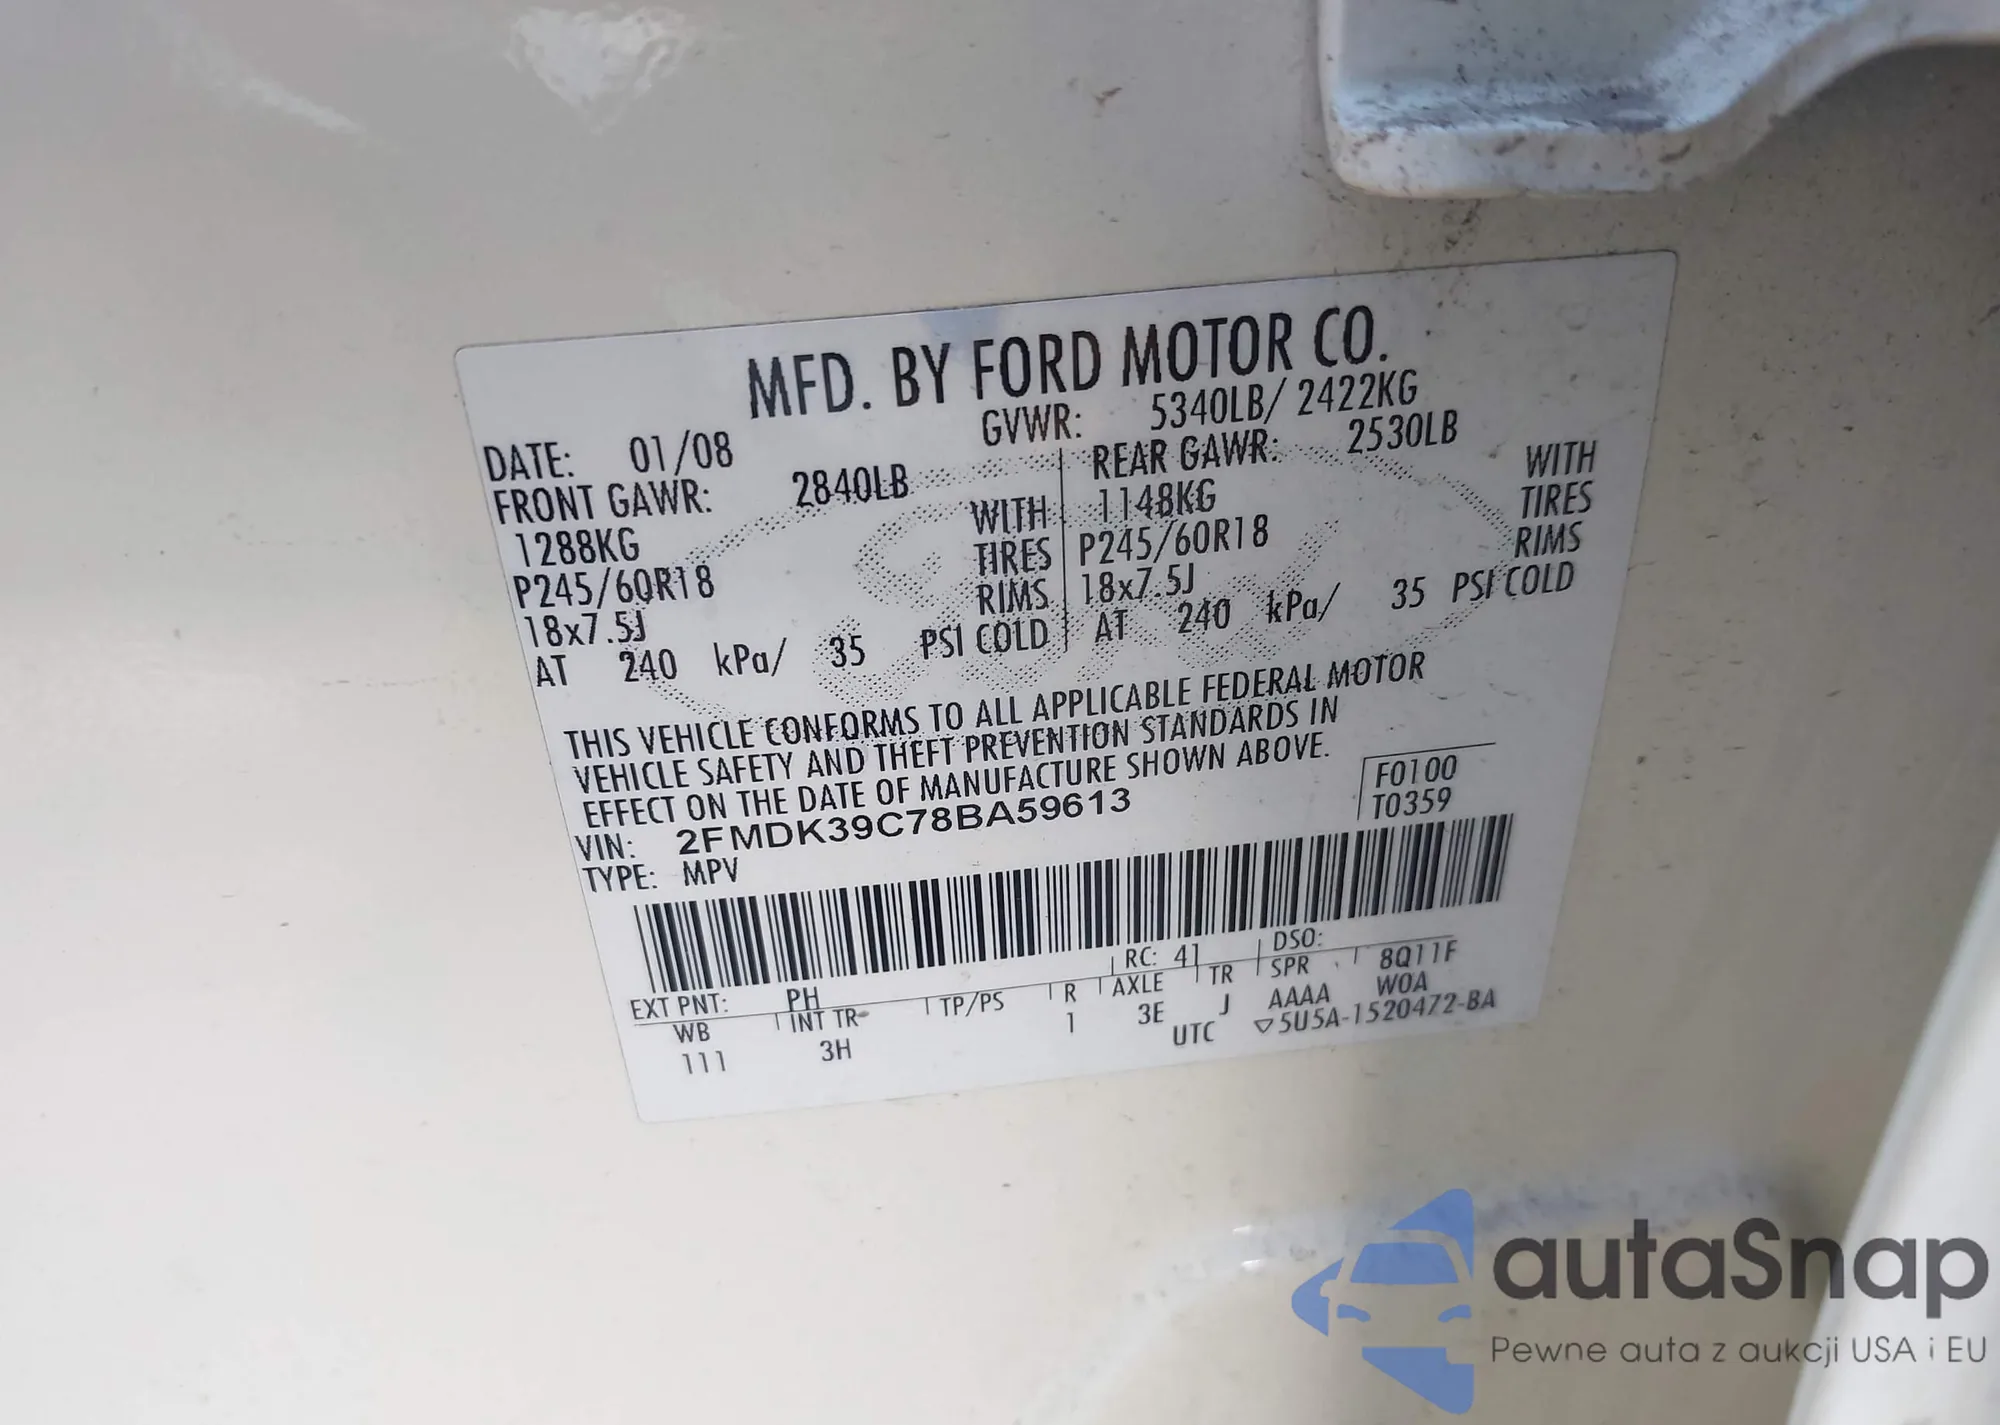 MFD. BY FORD MOTOR CO.
DATE: 01/08 GVWR: 5340LB/ 2422KG
FRONT GAWR: 2840LB REAR GAWR: 2530LB
1288KG WITH 1148KG WITH
P245/60R18 TIRES P245/60R18 TIRES
18x7.5J RIMS 18x7.5J RIMS
AT 240 kPa/ 35 PSI COLD AT 240 kPa/ 35 PSI COLD
THIS VEHICLE CONFORMS TO ALL APPLICABLE FEDERAL MOTOR
VEHICLE SAFETY AND THEFT PREVENTION STANDARDS IN
EFFECT ON THE DATE OF MANUFACTURE SHOWN ABOVE.
VIN: 2FMDK39C78BA59613 F0100
TYPE: MPV T0359
EXT PNT: PH RC: 41 DSO:
WB INT TR TP/PS R AXLE TR SPR 8Q11F
111 3H 1 3E J AAAA WOA
UTC ▽5U5A-1520472-BA
autaSnap
Pewne auta z aukcji USA i EU